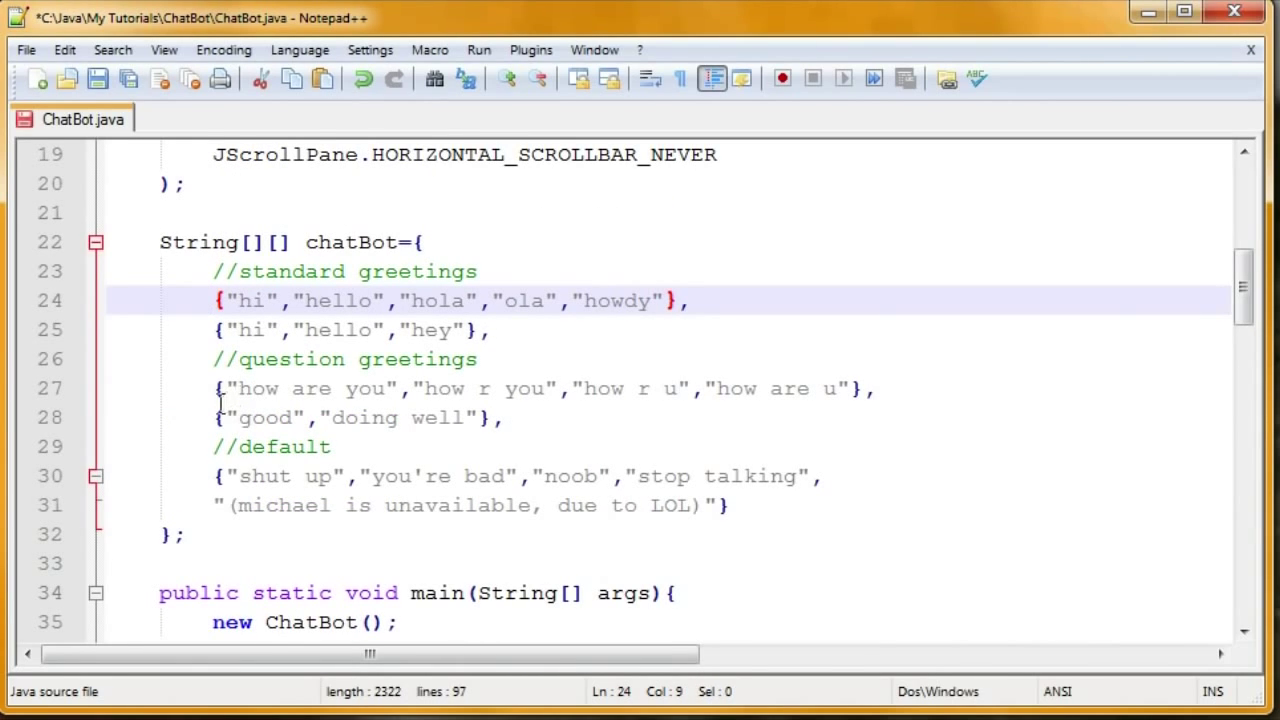 *C:\Java\My Tutorials\ChatBot\ChatBot.java - Notepad++
File Edit Search View Encoding Language Settings Macro Run Plugins Window ? X
ABC
ChatBot.java
19 JScrollPane.HORIZONTAL_SCROLLBAR_NEVER
20 );
21
22 String[][] chatBot={
23 //standard greetings
24 {"hi","hello","hola","ola","howdy"},
25 {"hi","hello","hey"},
26 //question greetings
27 {"how are you","how r you","how r u","how are u"},
28 {"good","doing well"},
29 //default
30 {"shut up","you're bad","noob","stop talking",
31 "(michael is unavailable, due to LOL)"}
32 };
33
34 public static void main(String[] args){
35 new ChatBot();
Java source file length : 2322 lines : 97 Ln : 24 Col : 9 Sel : 0 Dos\Windows ANSI INS